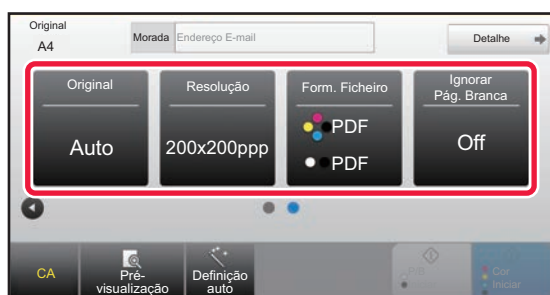 Original
A4
Morada Endereço E-mail
Detalhe
Original
Auto
Resolução
200x200ppp
Form. Ficheiro
PDF
PDF
Ignorar
Pág. Branca
Off
CA
Pré-
visualização
Definição
auto
P/B
Iniciar
Cor
Iniciar